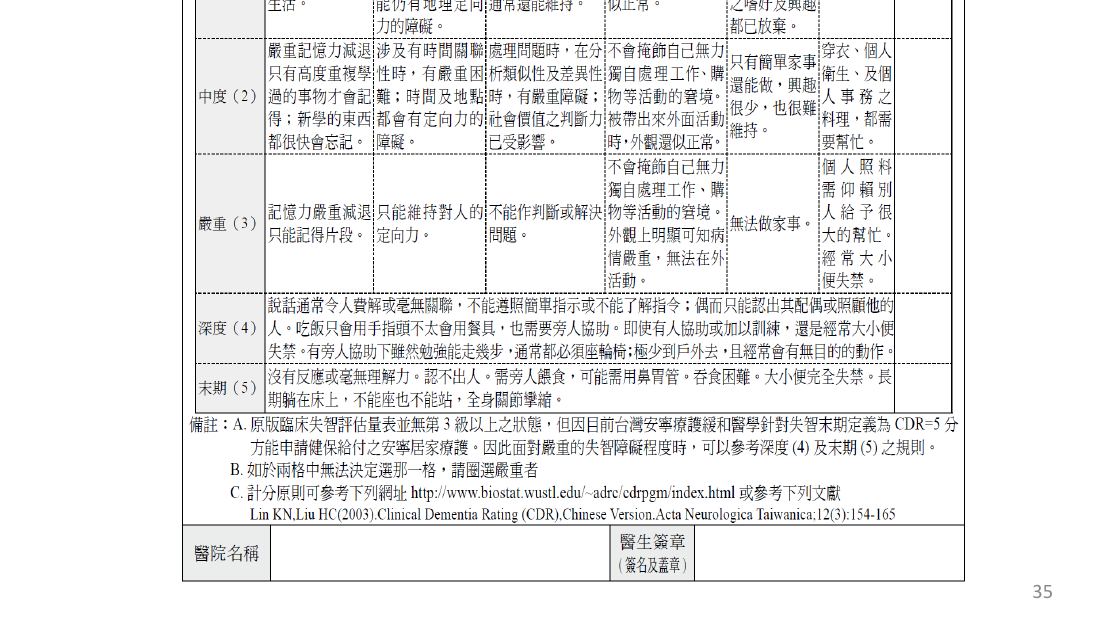 生活。
能仍有地理定向
力的障礙。
通常還能維持。
似正常。
之嗜好及興趣
都已放棄。
中度（2）
嚴重記憶力減退
只有高度重複學
過的事物才會記
得；新學的東西
都很快會忘記。
涉及有時間關聯
性時，有嚴重困
難；時間及地點
都會有定向力的
障礙。
處理問題時，在分
析類似性及差異性
時，有嚴重障礙；
社會價值之判斷力
已受影響。
不會掩飾自己無力
獨自處理工作、購
物等活動的窘境。
被帶出來外面活動
時，外觀還似正常。
只有簡單家事
還能做，興趣
很少，也很難
維持。
穿衣、個人
衛生、及個
人事務之
料理，都需
要幫忙。
嚴重（3）
記憶力嚴重減退
只能記得片段。
只能維持對人的
定向力。
不能作判斷或解決
問題。
不會掩飾自己無力
獨自處理工作、購
物等活動的窘境。
外觀上明顯可知病
情嚴重，無法在外
活動。
無法做家事。
個人照料
需仰賴別
人給予很
大的幫忙。
經常大小
便失禁。
深度（4）
說話通常令人費解或毫無關聯，不能遵照簡單指示或不能了解指令；偶而只能認出其配偶或照顧他的
人。吃飯只會用手指頭不太會用餐具，也需要旁人協助。即使有人協助或加以訓練，還是經常大小便
失禁。有旁人協助下雖然勉強能走幾步，通常都必須座輪椅；極少到戶外去，且經常會有無目的的動作。
末期（5）
沒有反應或毫無理解力。認不出人。需旁人餵食，可能需用鼻胃管。吞食困難。大小便完全失禁。長
期躺在床上，不能座也不能站，全身關節攣縮。
備註：A. 原版臨床失智評估量表並無第 3 級以上之狀態，但因目前台灣安寧療護緩和醫學針對失智末期定義為 CDR=5 分
方能申請健保給付之安寧居家療護。因此面對嚴重的失智障礙程度時，可以參考深度 (4) 及末期 (5) 之規則。
B. 如於兩格中無法決定選那一格，請圈選嚴重者
C. 計分原則可參考下列網址 http://www.biostat.wustl.edu/~adrc/cdrpgm/index.html 或參考下列文獻
Lin KN,Liu HC(2003).Clinical Dementia Rating (CDR),Chinese Version.Acta Neurologica Taiwanica;12(3):154-165
醫院名稱
醫生簽章
（簽名及蓋章）
35